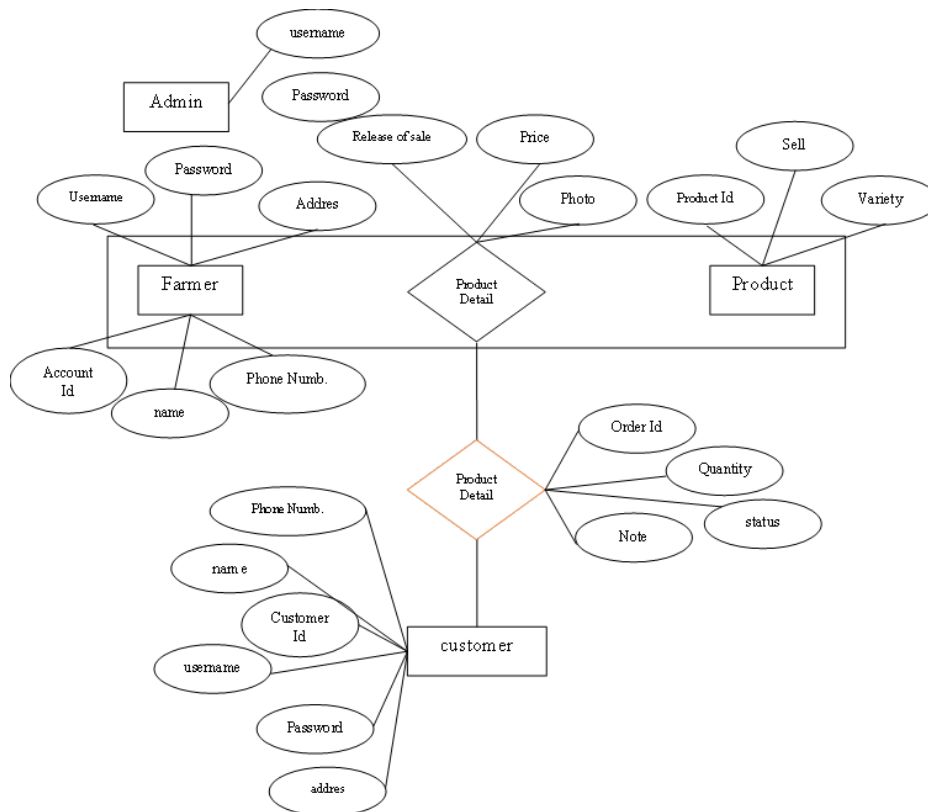 username
Admin
Password
Release of sale
Price
Sell
Password
Username
Addres
Photo
Product Id
Variety
Farmer
Product
Detail
Product
Account
Id
Phone Numb.
name
Order Id
Product
Detail
Quantity
Phone Numb.
status
Note
name
Customer
Id
customer
username
Password
addres